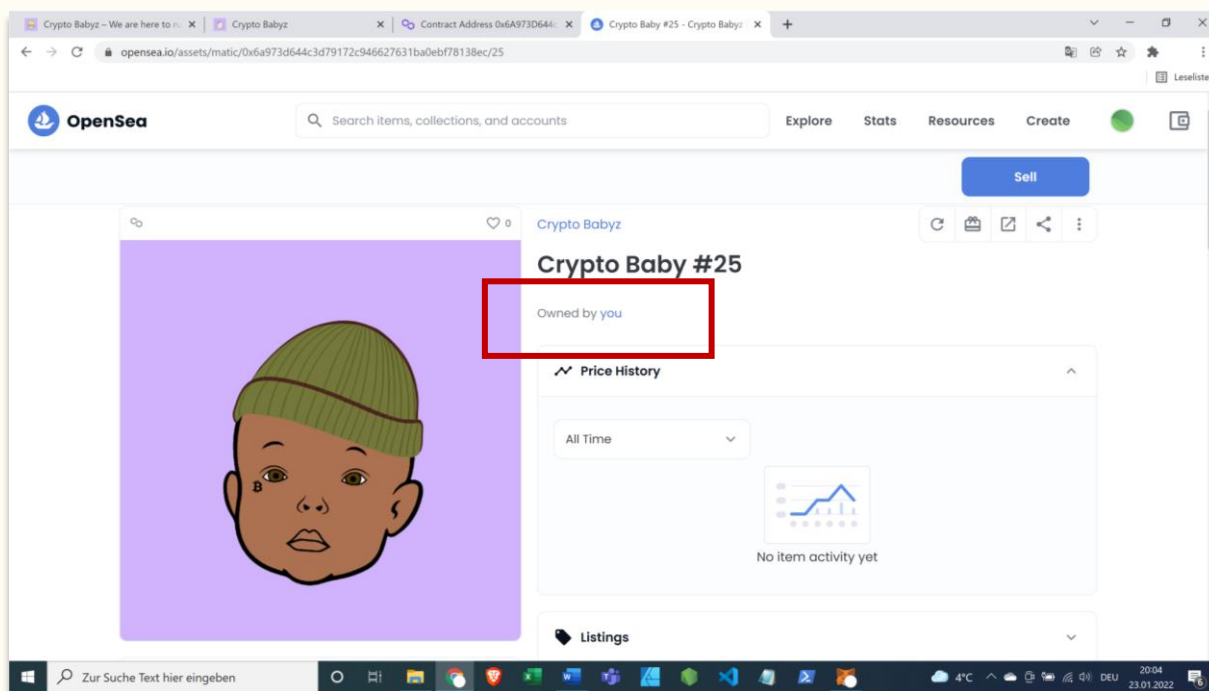 Crypto Babyz – We are here to
Crypto Babyz
Contract Address 0x6A973D644c
Crypto Baby #25 - Crypto Babyz
opensea.io/assets/matic/0x6a973d644c3d79172c946627631ba0ebf78138ec/25
Leseliste
OpenSea
Search items, collections, and accounts
Explore
Stats
Resources
Create
Sell
0
Crypto Babyz
Crypto Baby #25
Owned by you
Price History
All Time
No item activity yet
Listings
Zur Suche Text hier eingeben
4°C
DEU
20:04
23.01.2022
6